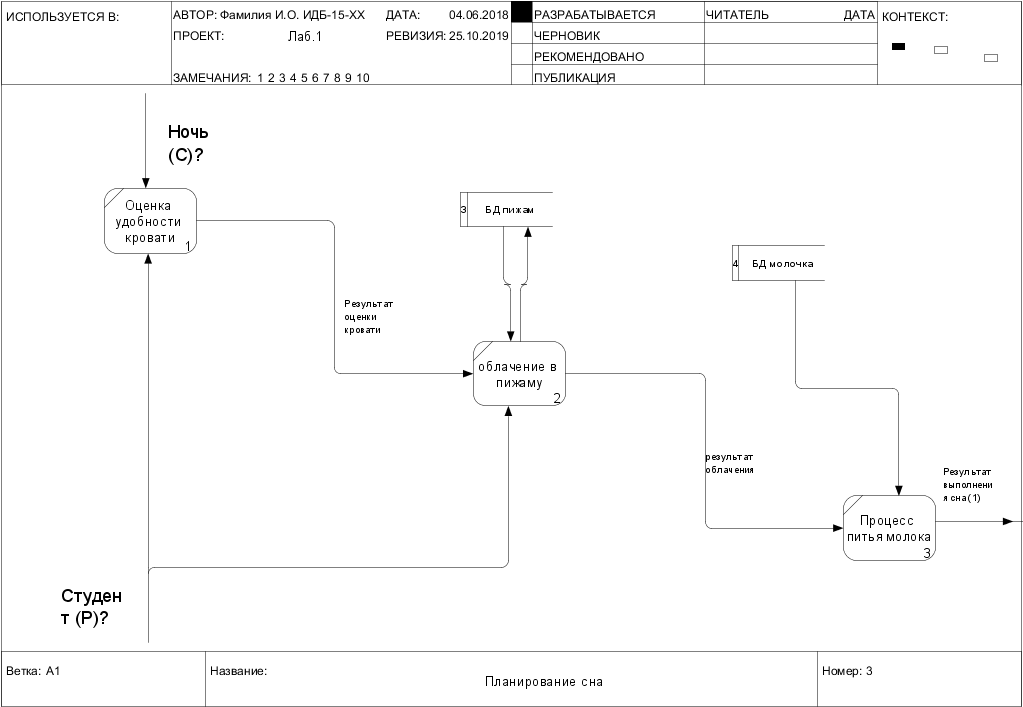 ИСПОЛЬЗУЕТСЯ В:
АВТОР: Фамилия И.О. ИДБ-15-XX
ДАТА: 04.06.2018
РАЗРАБАТЫВАЕТСЯ
ЧИТАТЕЛЬ
ДАТА
КОНТЕКСТ:
ПРОЕКТ: Лаб.1
РЕВИЗИЯ: 25.10.2019
ЧЕРНОВИК
РЕКОМЕНДОВАНО
ЗАМЕЧАНИЯ: 1 2 3 4 5 6 7 8 9 10
ПУБЛИКАЦИЯ
Ночь
(С)?
Оценка
удобности
кровати
1
3 БД пижам
4 БД молочка
Результат
оценки
кровати
облачение в
пижаму
2
результат
облачения
Результат
выполнени
я сна (1)
Процесс
питья молока
3
Студен
т (P)?
Ветка: A1
Название:
Планирование сна
Номер: 3